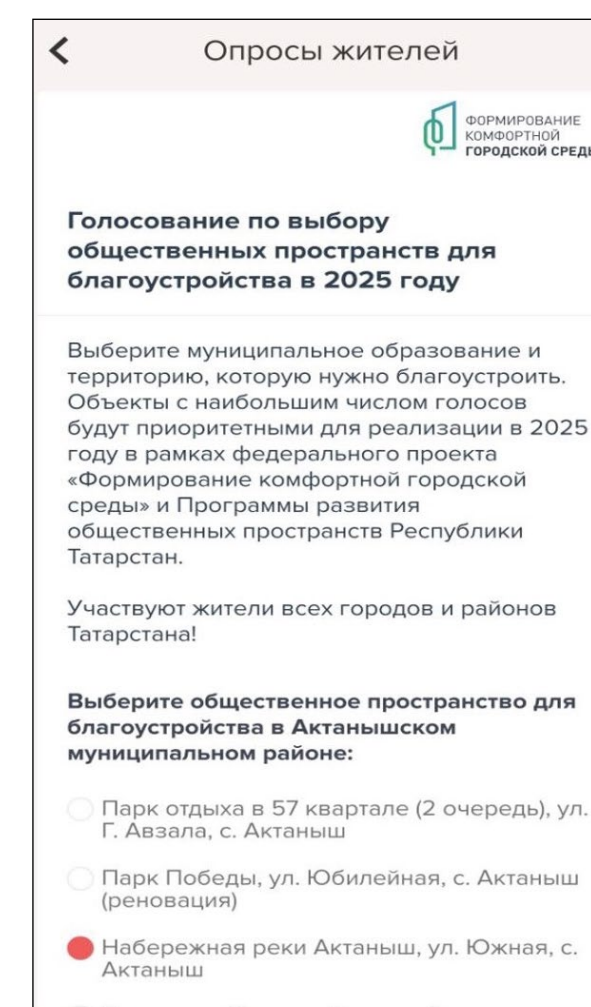 Опросы жителей
ФОРМИРОВАНИЕ
КОМФОРТНОЙ
ГОРОДСКОЙ СРЕДЫ
Голосование по выбору
общественных пространств для
благоустройства в 2025 году
Выберите муниципальное образование и
территорию, которую нужно благоустроить.
Объекты с наибольшим числом голосов
будут приоритетными для реализации в 2025
году в рамках федерального проекта
«Формирование комфортной городской
среды» и Программы развития
общественных пространств Республики
Татарстан.
Участвуют жители всех городов и районов
Татарстана!
Выберите общественное пространство для
благоустройства в Актанышском
муниципальном районе:
Парк отдыха в 57 квартале (2 очередь), ул.
Г. Авзала, с. Актаныш
Парк Победы, ул. Юбилейная, с. Актаныш
(реновация)
Набережная реки Актаныш, ул. Южная, с.
Актаныш